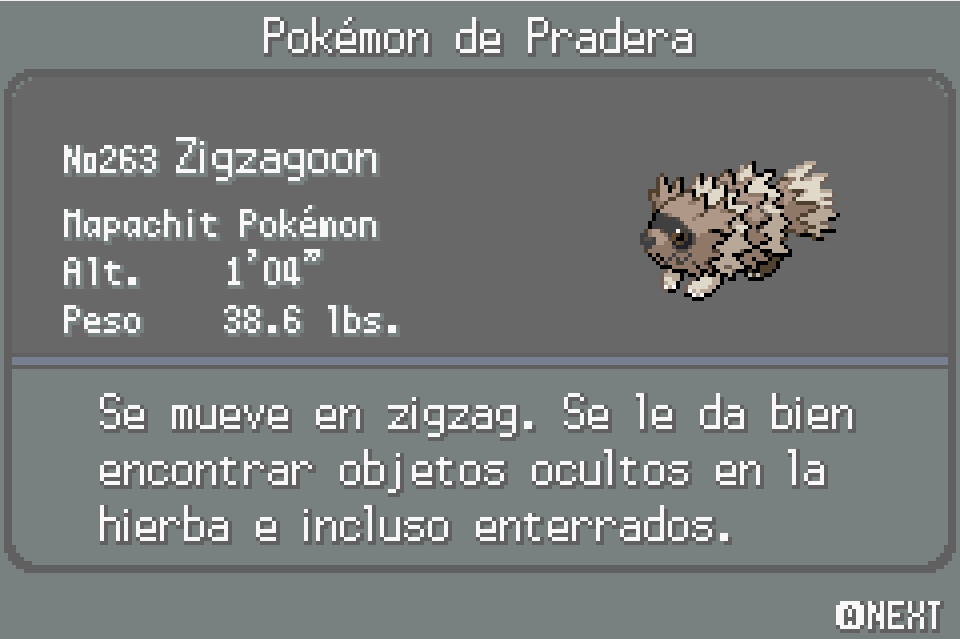 Pokémon de Pradera
No263 Zigzagoon
Mapachit Pokémon
Alt. 1'04"
Peso 38.6 lbs.
Se mueve en zigzag. Se le da bien
encontrar objetos ocultos en la
hierba e incluso enterrados.
ⒶNEXT